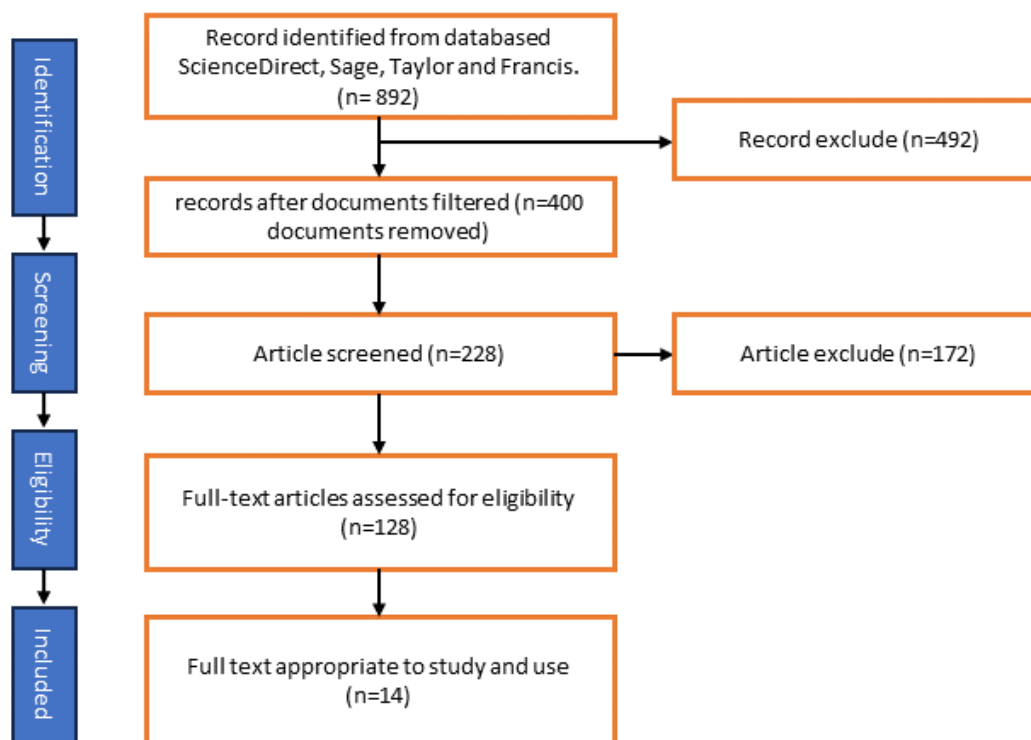 Identification
Record identified from databased
ScienceDirect, Sage, Taylor and Francis.
(n= 892)
Record exclude (n=492)
records after documents filtered (n=400
documents removed)
Screening
Article screened (n=228)
Article exclude (n=172)
Eligibility
Full-text articles assessed for eligibility
(n=128)
Included
Full text appropriate to study and use
(n=14)